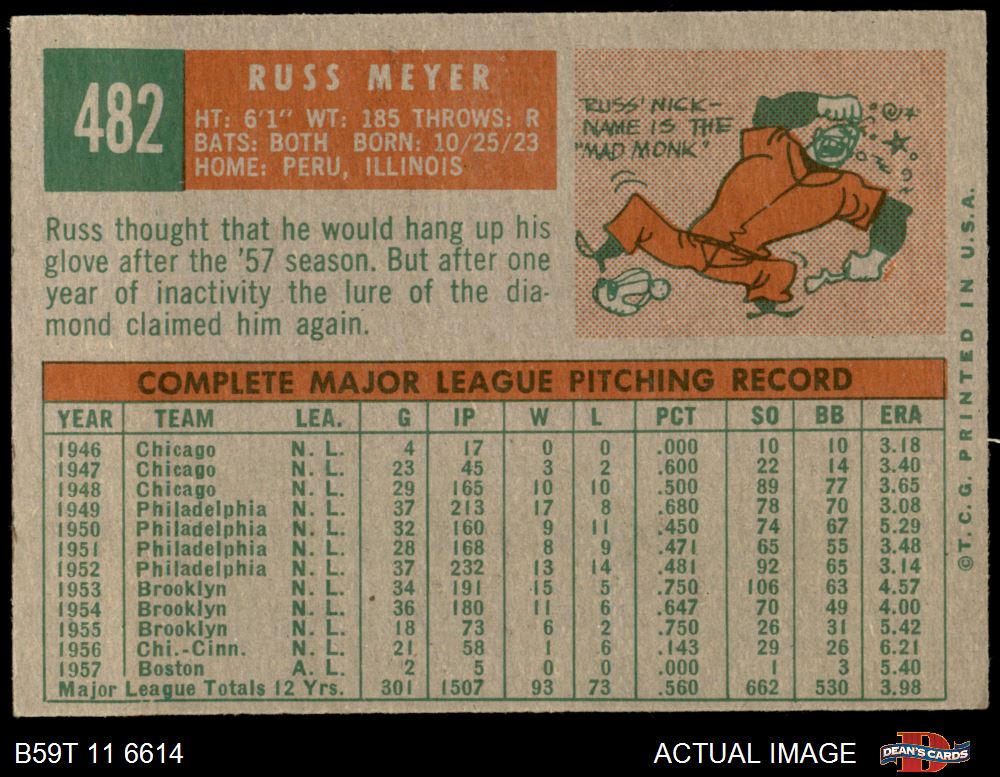 482
RUSS MEYER
HT: 6'1" WT: 185 THROWS: R
BATS: BOTH BORN: 10/25/23
HOME: PERU, ILLINOIS
RUSS' NICK-
NAME IS THE
"MAD MONK"
Russ thought that he would hang up his
glove after the '57 season. But after one
year of inactivity the lure of the dia-
mond claimed him again.
COMPLETE MAJOR LEAGUE PITCHING RECORD
YEAR TEAM LEA. G IP W L PCT SO BB ERA
1946 Chicago N. L. 4 17 0 0 .000 10 10 3.18
1947 Chicago N. L. 23 45 3 2 .600 22 14 3.40
1948 Chicago N. L. 29 165 10 10 .500 89 77 3.65
1949 Philadelphia N. L. 37 213 17 8 .680 78 70 3.08
1950 Philadelphia N. L. 32 160 9 11 .450 74 67 5.29
1951 Philadelphia N. L. 28 168 8 9 .471 65 55 3.48
1952 Philadelphia N. L. 37 232 13 14 .481 92 65 3.14
1953 Brooklyn N. L. 34 191 15 5 .750 106 63 4.57
1954 Brooklyn N. L. 36 180 11 6 .647 70 49 4.00
1955 Brooklyn N. L. 18 73 6 2 .750 26 31 5.42
1956 Chi.-Cinn. N. L. 21 58 1 6 .143 29 26 6.21
1957 Boston A. L. 2 5 0 0 .000 1 3 5.40
Major League Totals 12 Yrs. 301 1507 93 73 .560 662 530 3.98
©T. C. G. PRINTED IN U.S.A.
B59T 11 6614
ACTUAL IMAGE
D
DEAN'S CARDS